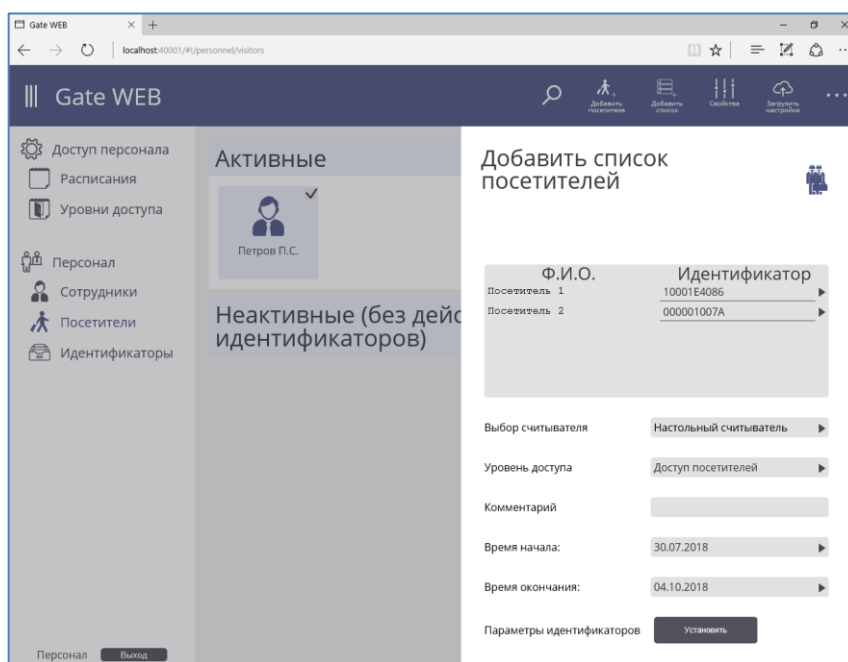 Gate WEB
localhost:40001/#!/personnel/visitors
Gate WEB
Добавить посетителя
Добавить список
Свойства
Загрузить настройки
Доступ персонала
Расписания
Уровни доступа
Персонал
Сотрудники
Посетители
Идентификаторы
Персонал
Выход
Активные
Петров П.С.
Неактивные (без дейс
идентификаторов)
Добавить список
посетителей
Ф.И.О. Идентификатор
Посетитель 1 10001E4086
Посетитель 2 000001007A
Выбор считывателя Настольный считыватель
Уровень доступа Доступ посетителей
Комментарий
Время начала: 30.07.2018
Время окончания: 04.10.2018
Параметры идентификаторов Установить